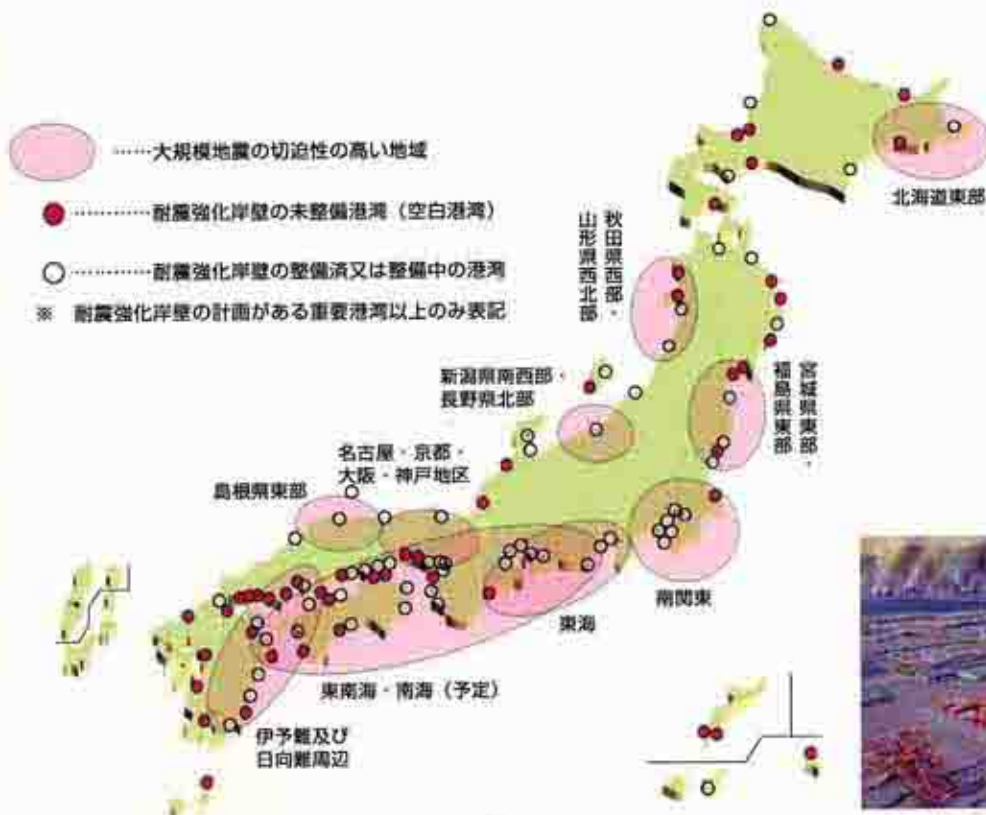 ……大規模地震の切迫性の高い地域
………耐震強化岸壁の未整備港湾（空白港湾）
………耐震強化岸壁の整備済又は整備中の港湾
※　耐震強化岸壁の計画がある重要港湾以上のみ表記
北海道東部
秋田県西部・
山形県西北部
新潟県南西部・
長野県北部
宮城県東部・
福島県東部
名古屋・京都・
大阪・神戸地区
島根県東部
南関東
東海
東南海・南海（予定）
伊予灘及び
日向灘周辺